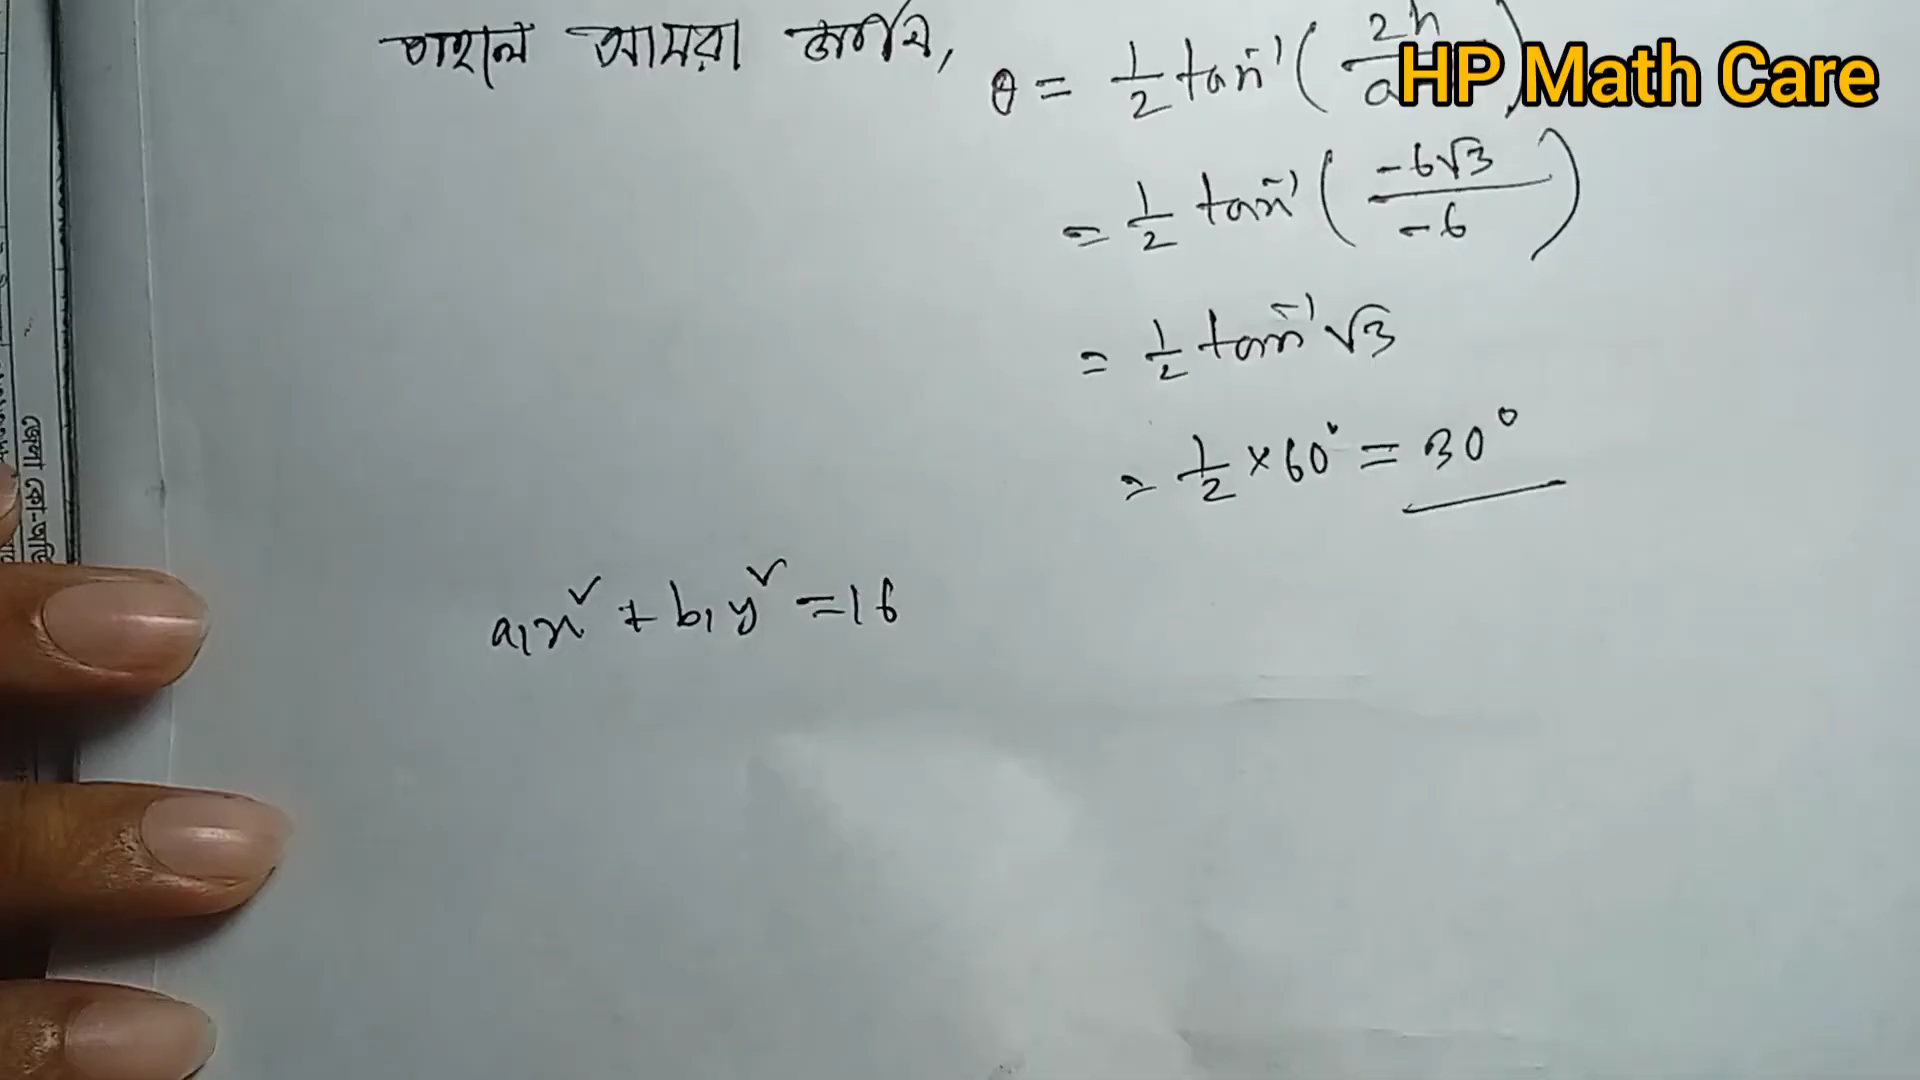 তাহলে আমরা জানি, θ = 1/2 tan⁻¹(2h/a
HP Math Care
= 1/2 tan⁻¹(-6√3/-6)
= 1/2 tan⁻¹ √3
= 1/2 × 60° = 30°
a₁x² + b₁y² = 16